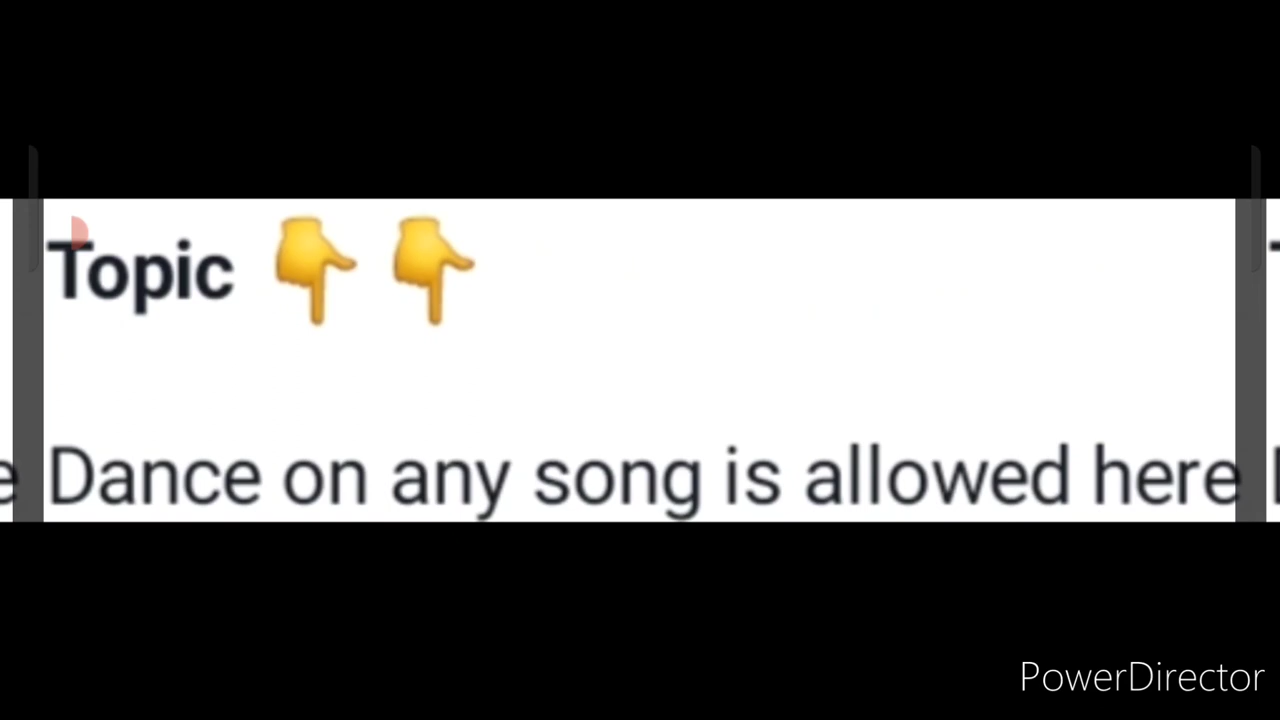 Topic 👇 👇
e Dance on any song is allowed here
PowerDirector